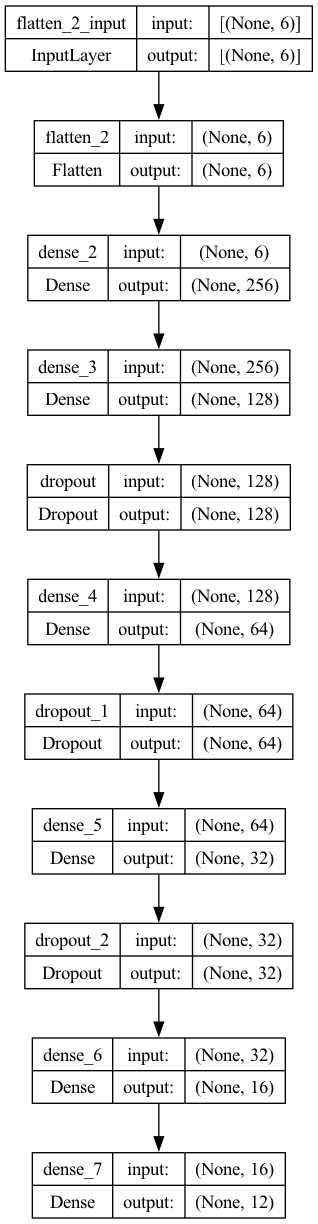 flatten_2_input input: [(None, 6)]
InputLayer output: [(None, 6)]
flatten_2 input: (None, 6)
Flatten output: (None, 6)
dense_2 input: (None, 6)
Dense output: (None, 256)
dense_3 input: (None, 256)
Dense output: (None, 128)
dropout input: (None, 128)
Dropout output: (None, 128)
dense_4 input: (None, 128)
Dense output: (None, 64)
dropout_1 input: (None, 64)
Dropout output: (None, 64)
dense_5 input: (None, 64)
Dense output: (None, 32)
dropout_2 input: (None, 32)
Dropout output: (None, 32)
dense_6 input: (None, 32)
Dense output: (None, 16)
dense_7 input: (None, 16)
Dense output: (None, 12)